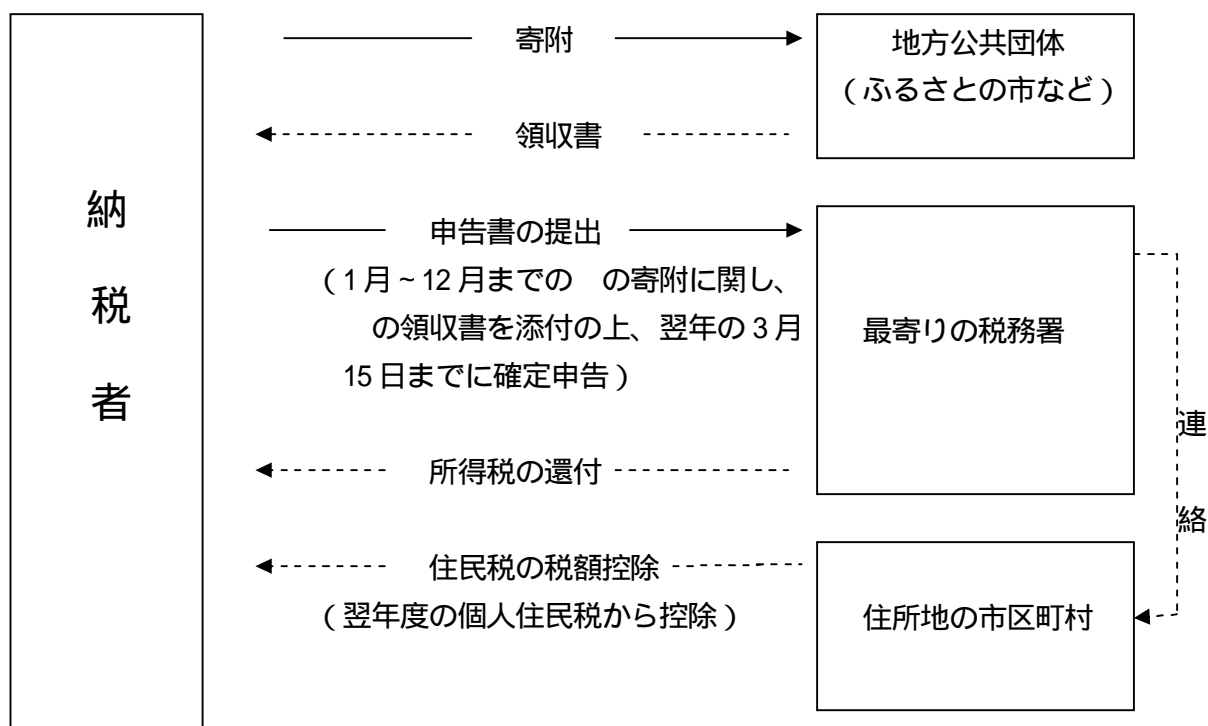 寄附
地方公共団体
（ふるさとの市など）
領収書
納
税
者
申告書の提出
（1月~12月までの　の寄附に関し、
の領収書を添付の上、翌年の3月
15日までに確定申告）
最寄りの税務署
連
絡
所得税の還付
住民税の税額控除
（翌年度の個人住民税から控除）
住所地の市区町村